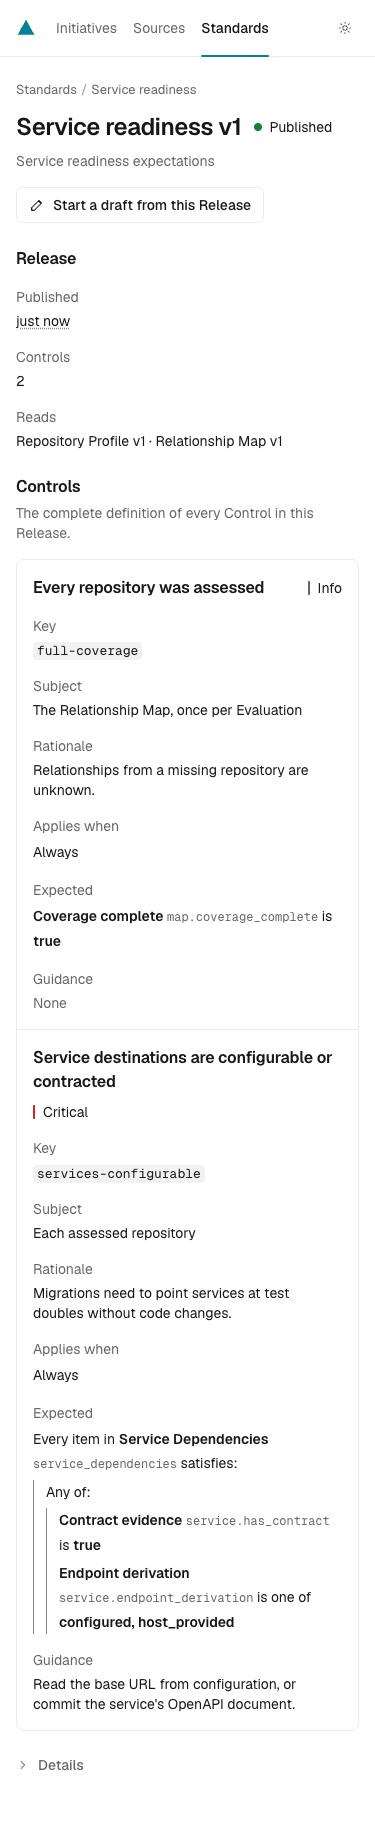 Initiatives Sources Standards
Standards / Service readiness
Service readiness v1 Published
Service readiness expectations
Start a draft from this Release
Release
Published
just now
Controls
2
Reads
Repository Profile v1 · Relationship Map v1
Controls
The complete definition of every Control in this
Release.
Every repository was assessed Info
Key
full-coverage
Subject
The Relationship Map, once per Evaluation
Rationale
Relationships from a missing repository are
unknown.
Applies when
Always
Expected
Coverage complete map.coverage_complete is
true
Guidance
None
Service destinations are configurable or
contracted
Critical
Key
services-configurable
Subject
Each assessed repository
Rationale
Migrations need to point services at test
doubles without code changes.
Applies when
Always
Expected
Every item in Service Dependencies
service_dependencies satisfies:
Any of:
Contract evidence service.has_contract
is true
Endpoint derivation
service.endpoint_derivation is one of
configured, host_provided
Guidance
Read the base URL from configuration, or
commit the service's OpenAPI document.
Details